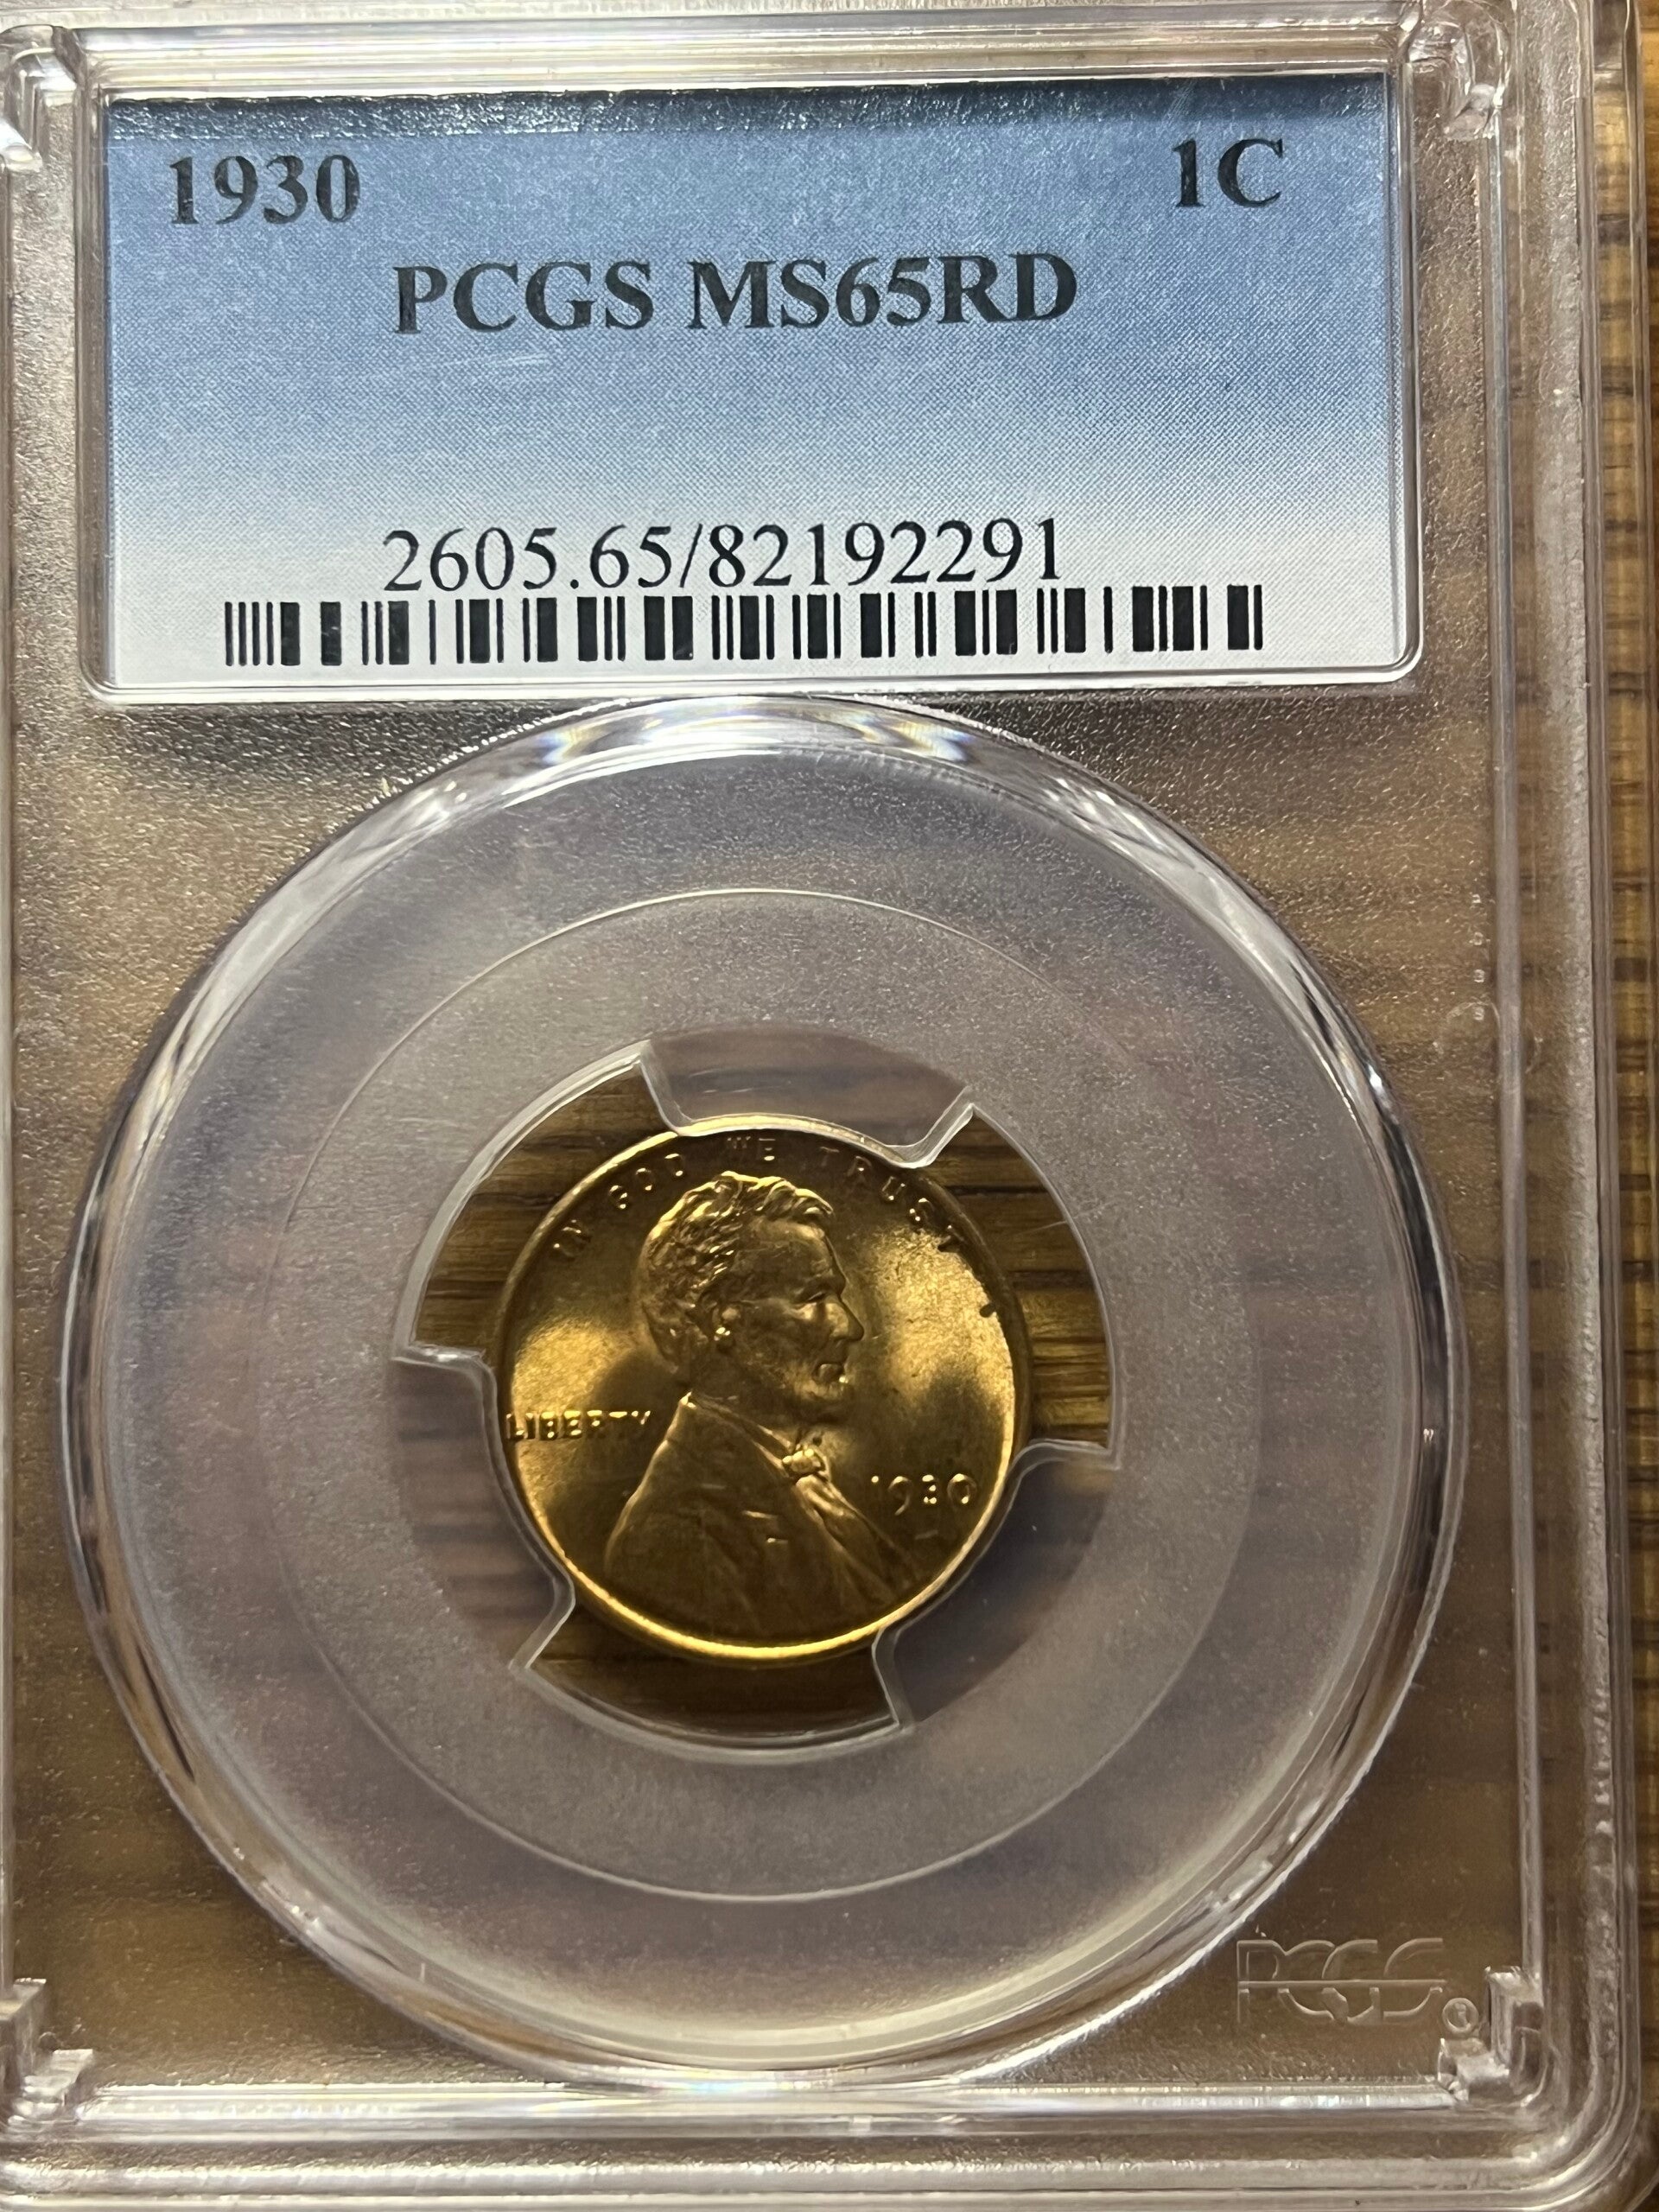 1930 1C
PCGS MS65RD
2605.65/82192291
IN GOD WE TRUST
LIBERTY
1930
PCGS ®